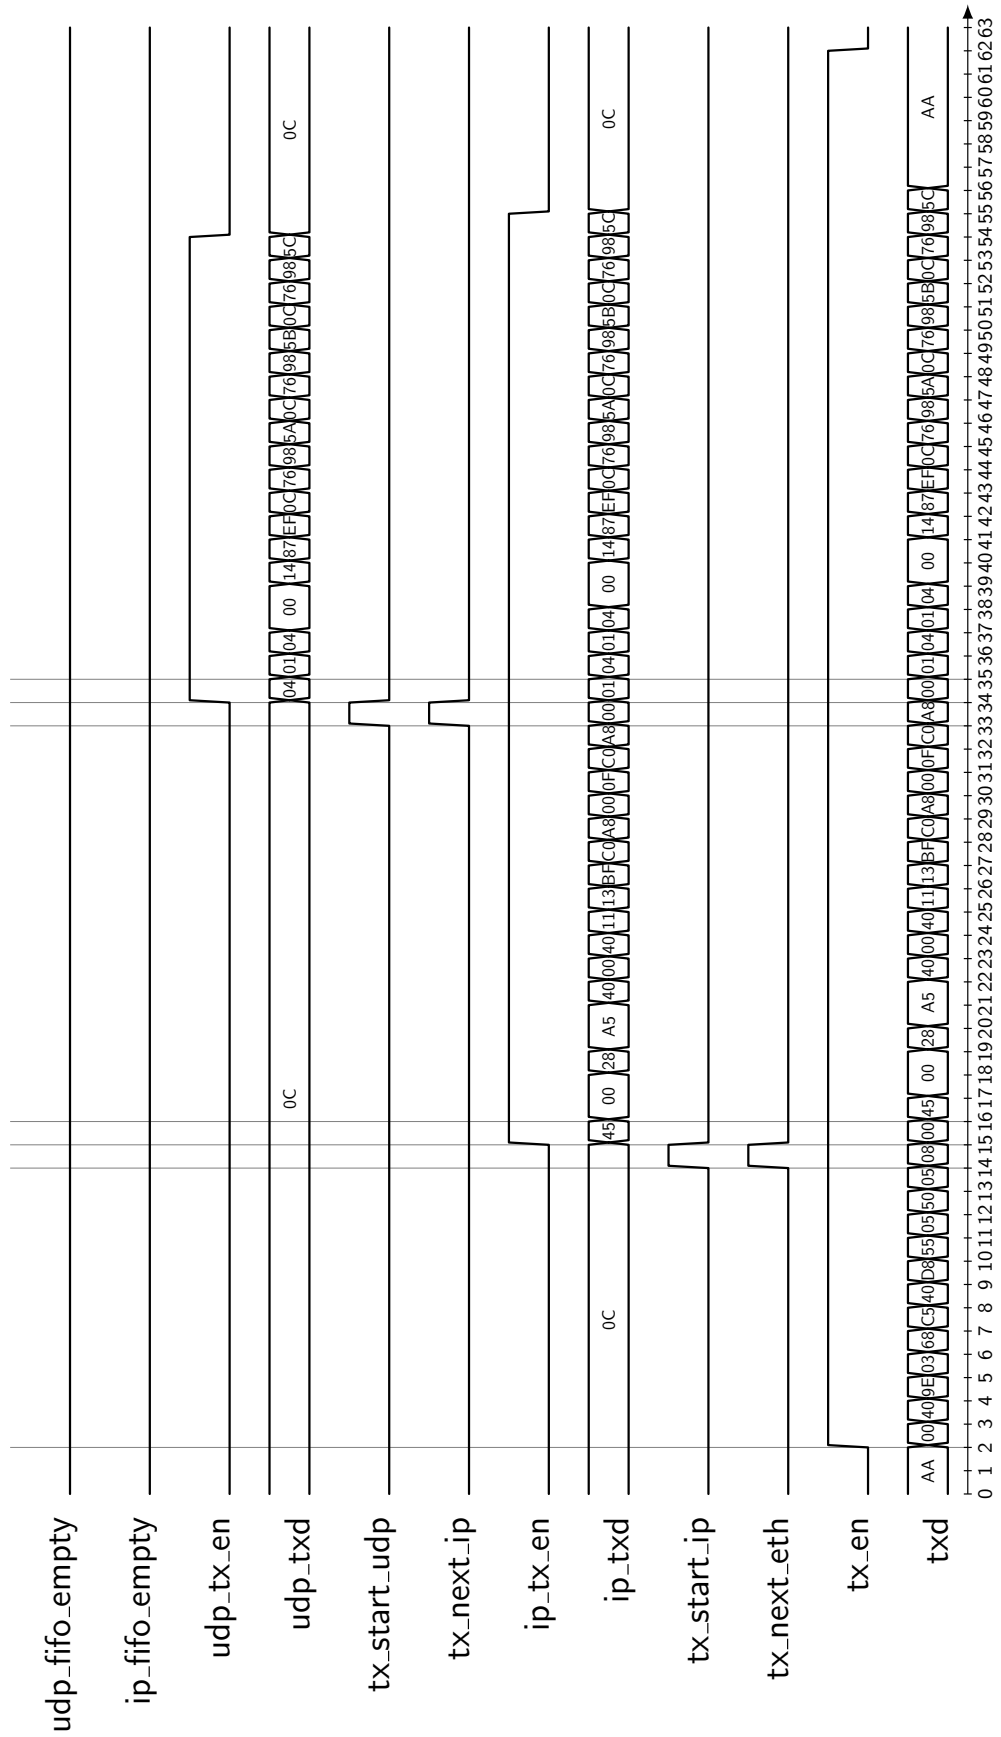 udp_fifo_empty
ip_fifo_empty
udp_tx_en
udp_txd 0C 04 01 04 00 14 87 EF 0C 76 98 5A 0C 76 98 5B 0C 76 98 5C 0C
tx_start_udp
tx_next_ip
ip_tx_en
ip_txd 0C 45 00 28 A5 40 00 40 11 13 BF C0 A8 00 0F C0 A8 00 01 04 01 04 00 14 87 EF 0C 76 98 5A 0C 76 98 5B 0C 76 98 5C 0C
tx_start_ip
tx_next_eth
tx_en
txd AA 00 40 9E 03 68 C5 40 D8 55 05 50 05 08 00 45 00 28 A5 40 00 40 11 13 BF C0 A8 00 0F C0 A8 00 01 04 01 04 00 14 87 EF 0C 76 98 5A 0C 76 98 5B 0C 76 98 5C AA
0 1 2 3 4 5 6 7 8 9 10 11 12 13 14 15 16 17 18 19 20 21 22 23 24 25 26 27 28 29 30 31 32 33 34 35 36 37 38 39 40 41 42 43 44 45 46 47 48 49 50 51 52 53 54 55 56 57 58 59 60 61 62 63